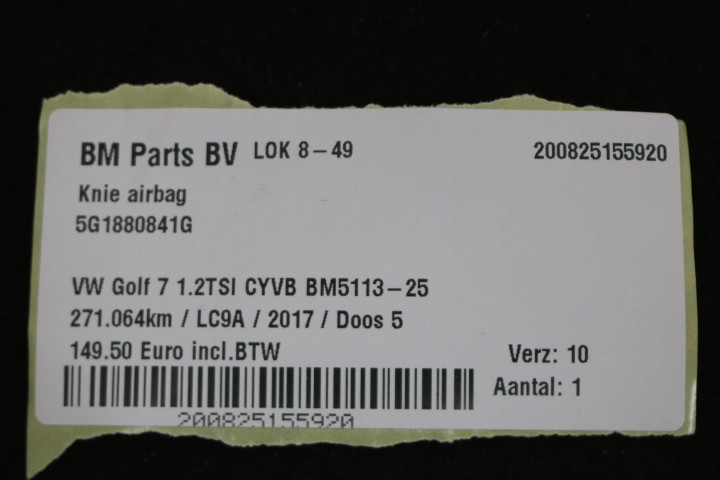 BM Parts BV LOK 8-49 200825155920
Knie airbag
5G1880841G
VW Golf 7 1.2TSI CYVB BM5113-25
271.064km / LC9A / 2017 / Doos 5
149.50 Euro incl.BTW Verz: 10
Aantal: 1
200825155920